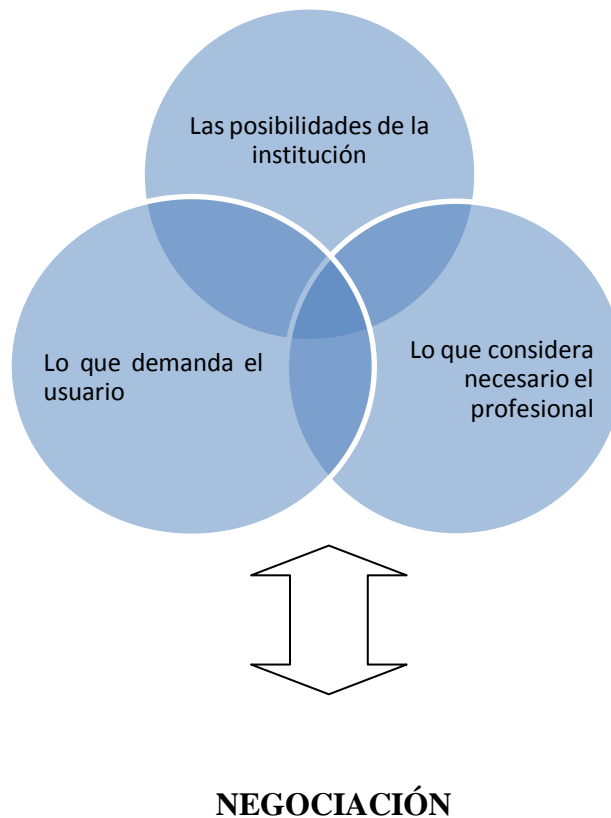 Las posibilidades de la
institución
Lo que demanda el
usuario
Lo que considera
necesario el
profesional
NEGOCIACIÓN